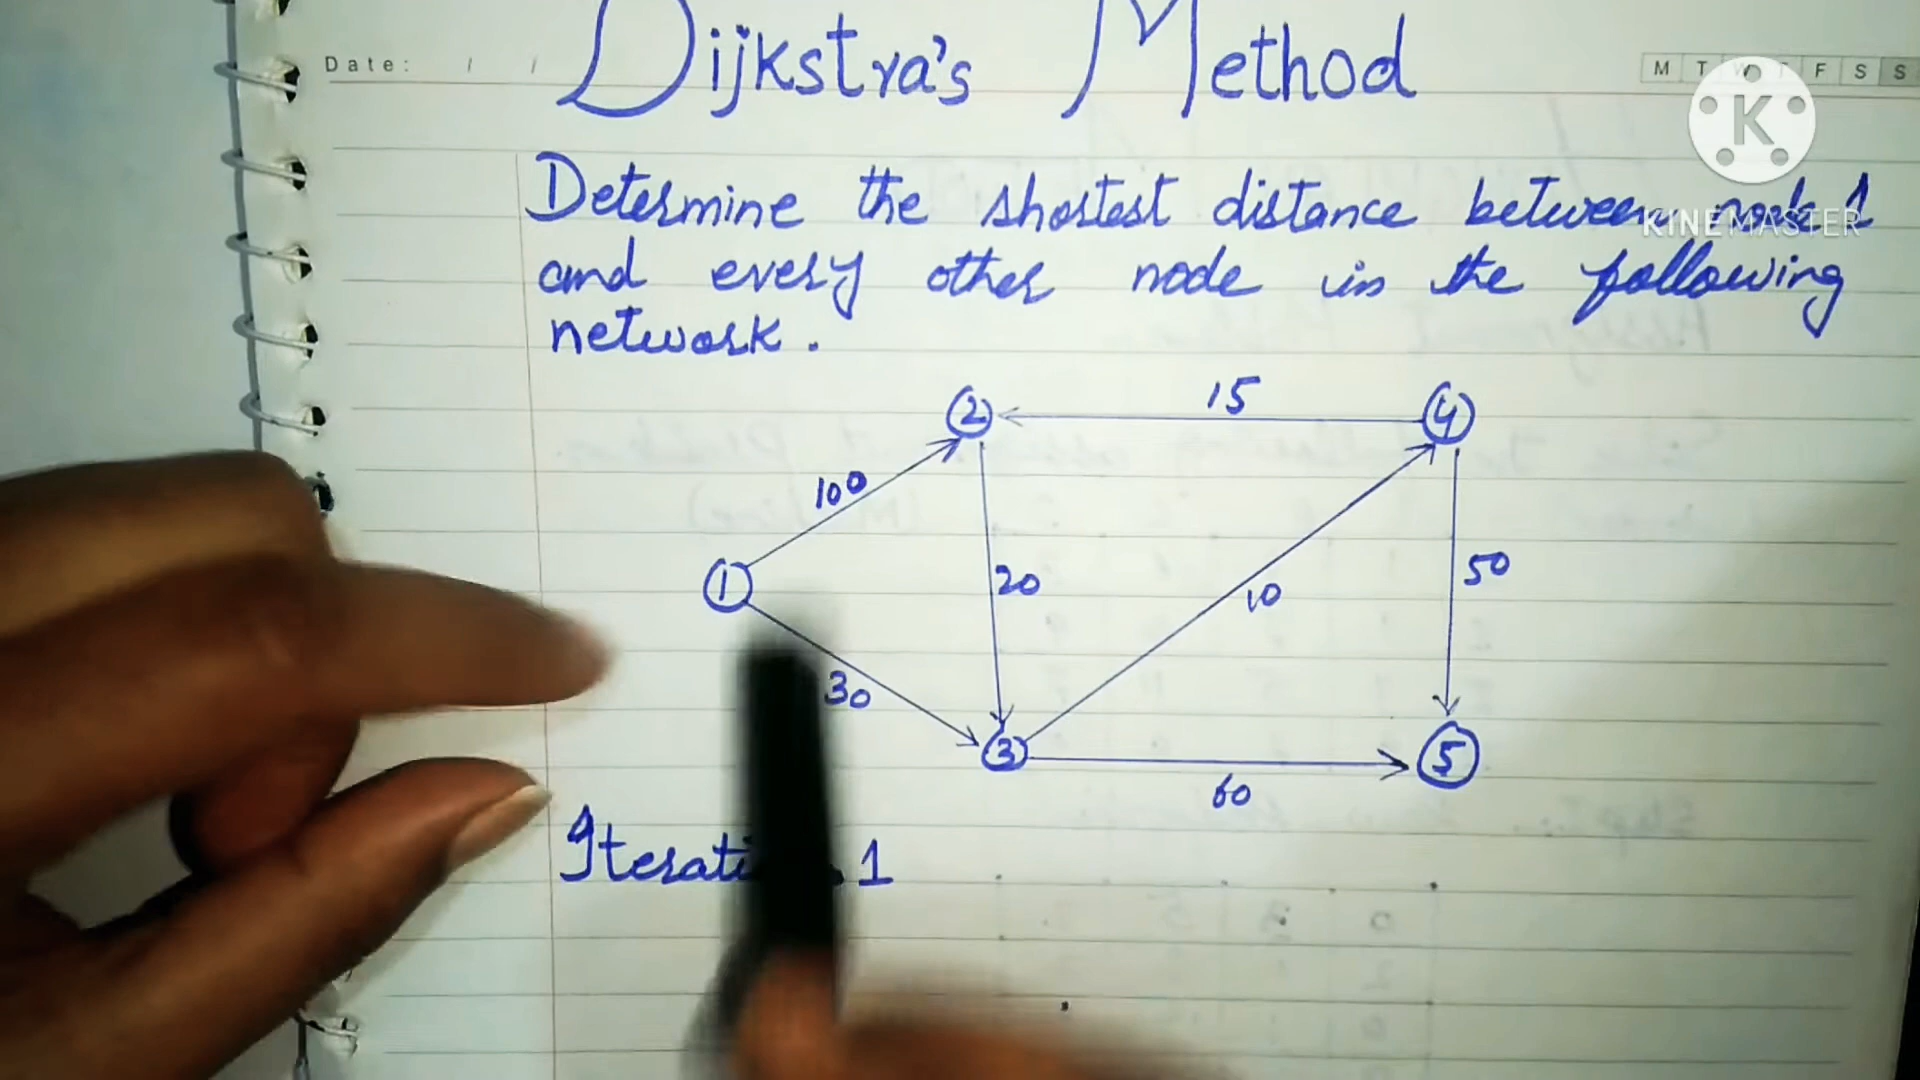 Dijkstra's Method
Date: / /
M T W T F S S
K
KINEMASTER
Determine the shortest distance between node 1
and every other node in the following
network.
2
15
4
100
1
20
10
50
30
3
60
5